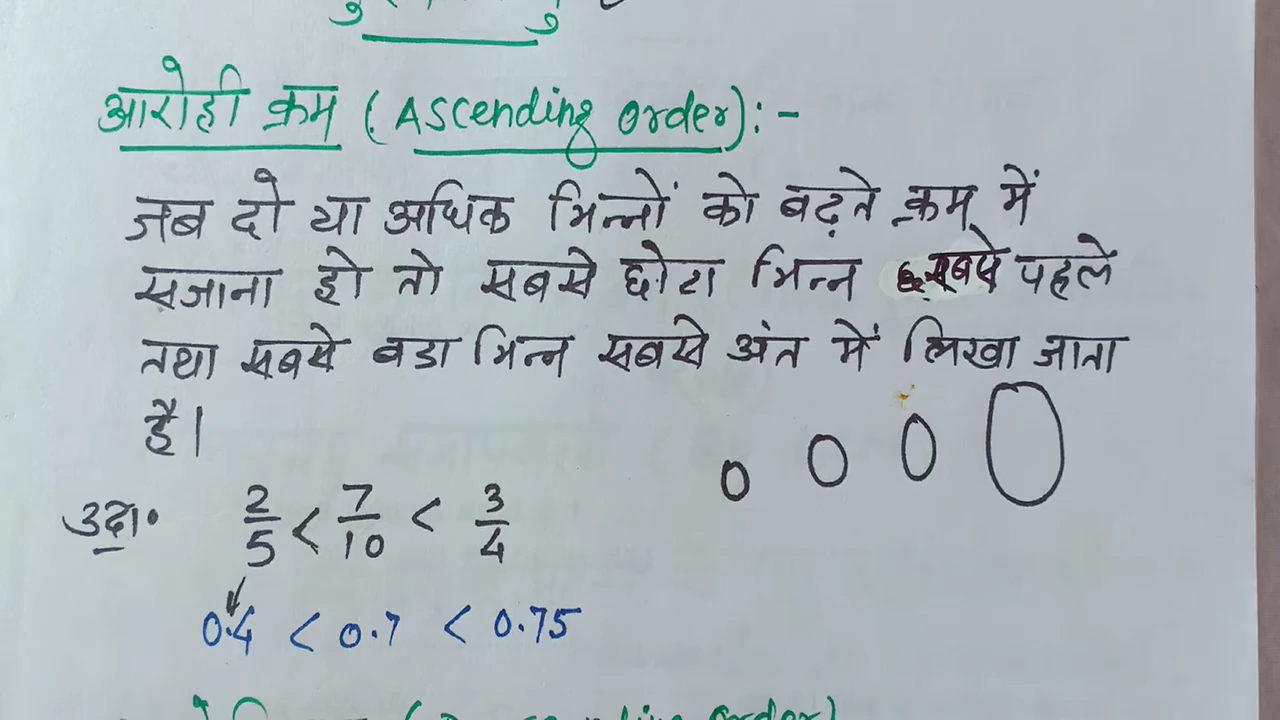 आरोही क्रम (Ascending order):-
जब दो या अधिक भिन्नों को बढ़ते क्रम में
सजाना हो तो सबसे छोटा भिन्न सबसे पहले
तथा सबसे बडा भिन्न सबसे अंत में लिखा जाता
है।
उदा॰ 2/5 < 7/10 < 3/4
0.4 < 0.7 < 0.75
order)